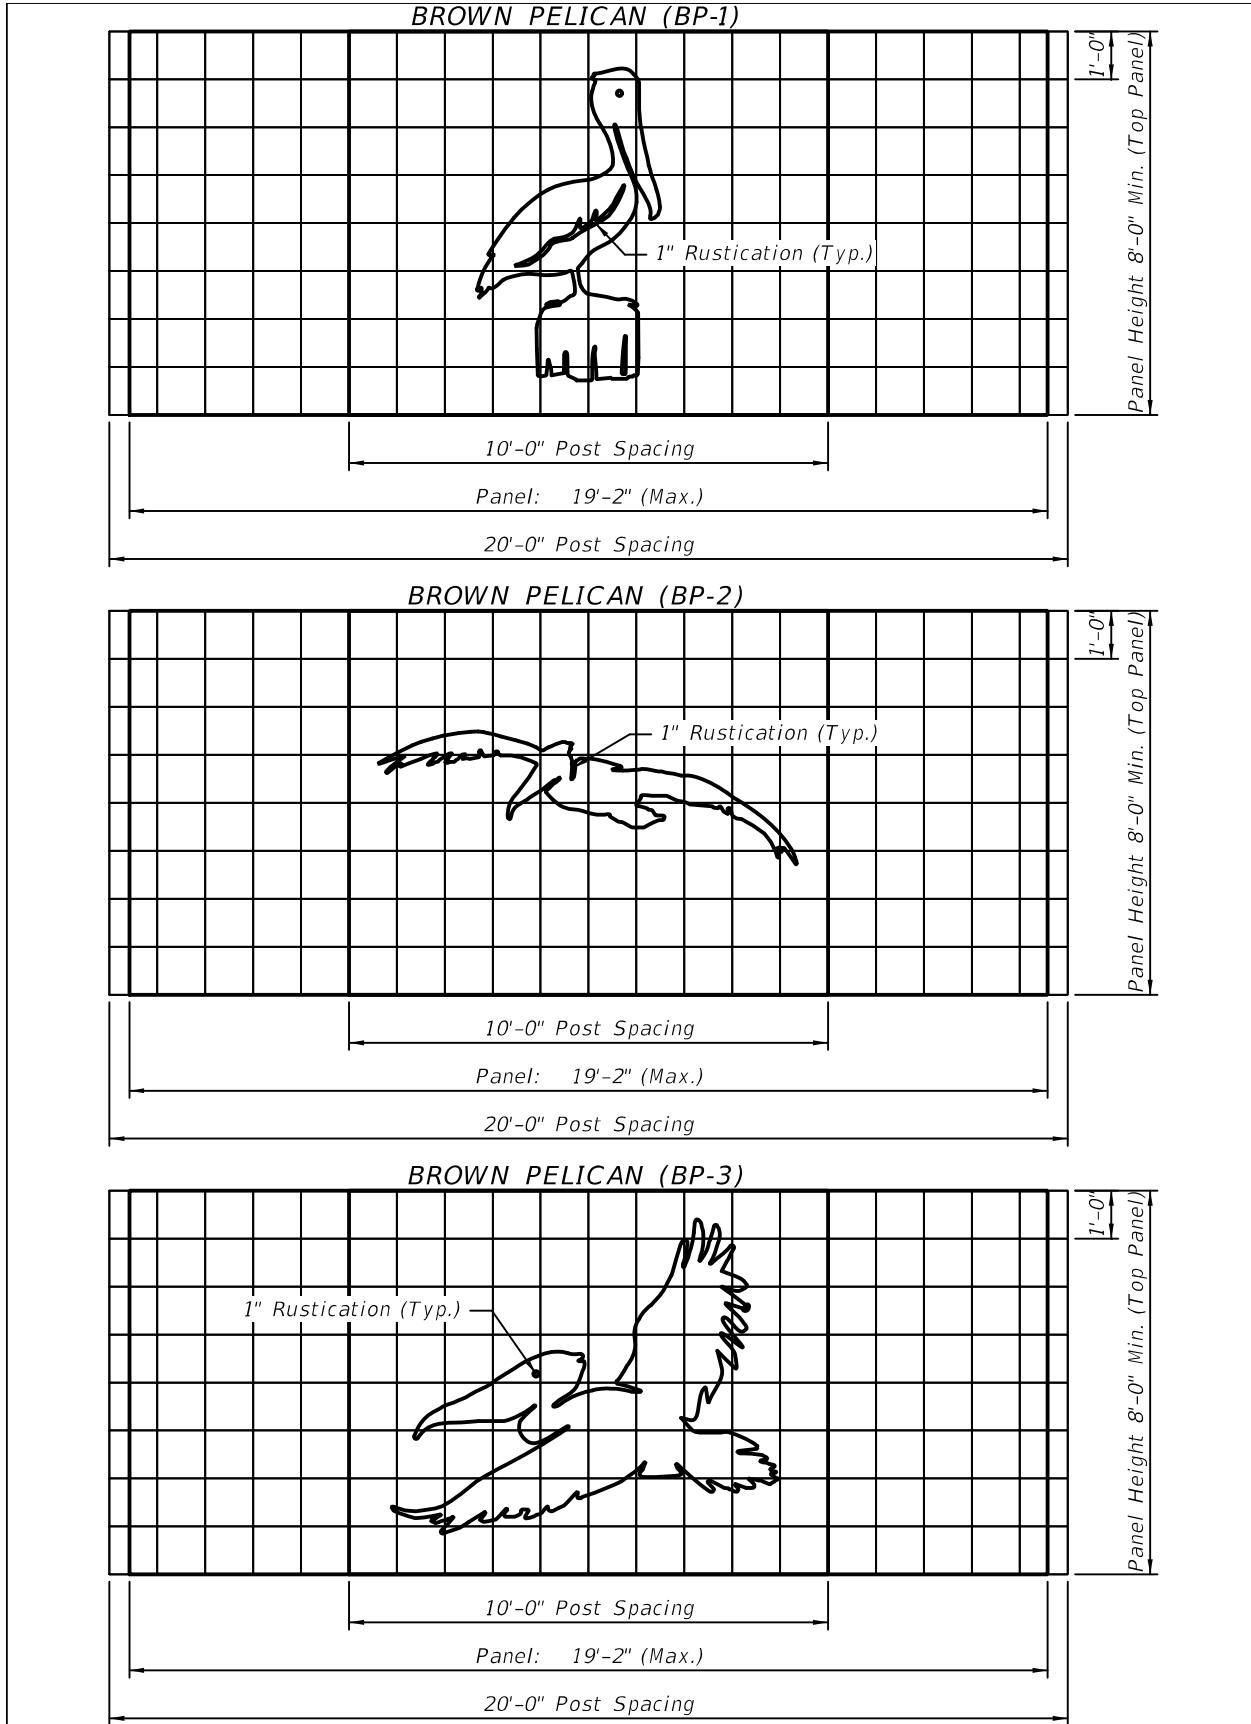 BROWN PELICAN (BP-1)
1'-0"
Panel Height 8'-0" Min. (Top Panel)
1" Rustication (Typ.)
10'-0" Post Spacing
Panel: 19'-2" (Max.)
20'-0" Post Spacing
BROWN PELICAN (BP-2)
1'-0"
Panel Height 8'-0" Min. (Top Panel)
1" Rustication (Typ.)
10'-0" Post Spacing
Panel: 19'-2" (Max.)
20'-0" Post Spacing
BROWN PELICAN (BP-3)
1'-0"
Panel Height 8'-0" Min. (Top Panel)
1" Rustication (Typ.)
10'-0" Post Spacing
Panel: 19'-2" (Max.)
20'-0" Post Spacing